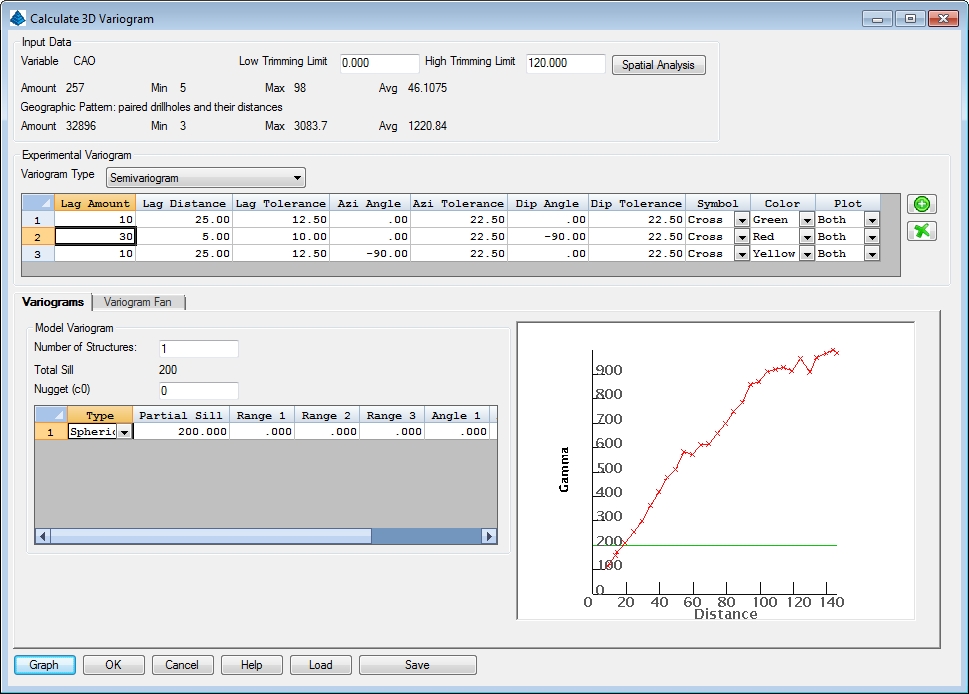 Calculate 3D Variogram
Input Data
Variable CAO Low Trimming Limit 0.000 High Trimming Limit 120.000 Spatial Analysis
Amount 257 Min 5 Max 98 Avg 46.1075
Geographic Pattern: paired drillholes and their distances
Amount 32896 Min 3 Max 3083.7 Avg 1220.84
Experimental Variogram
Variogram Type Semivariogram
Lag Amount Lag Distance Lag Tolerance Azi Angle Azi Tolerance Dip Angle Dip Tolerance Symbol Color Plot
1 10 25.00 12.50 .00 22.50 .00 22.50 Cross Green Both
2 30 5.00 10.00 .00 22.50 -90.00 22.50 Cross Red Both
3 10 25.00 12.50 -90.00 22.50 .00 22.50 Cross Yellow Both
Variograms Variogram Fan
Model Variogram
Number of Structures: 1
Total Sill 200
Nugget (c0) 0
Type Partial Sill Range 1 Range 2 Range 3 Angle 1
1 Spheric 200.000 .000 .000 .000 .000
900
800
700
600
500
400
300
200
100
0
Gamma
0 20 40 60 80 100 120 140
Distance
Graph OK Cancel Help Load Save